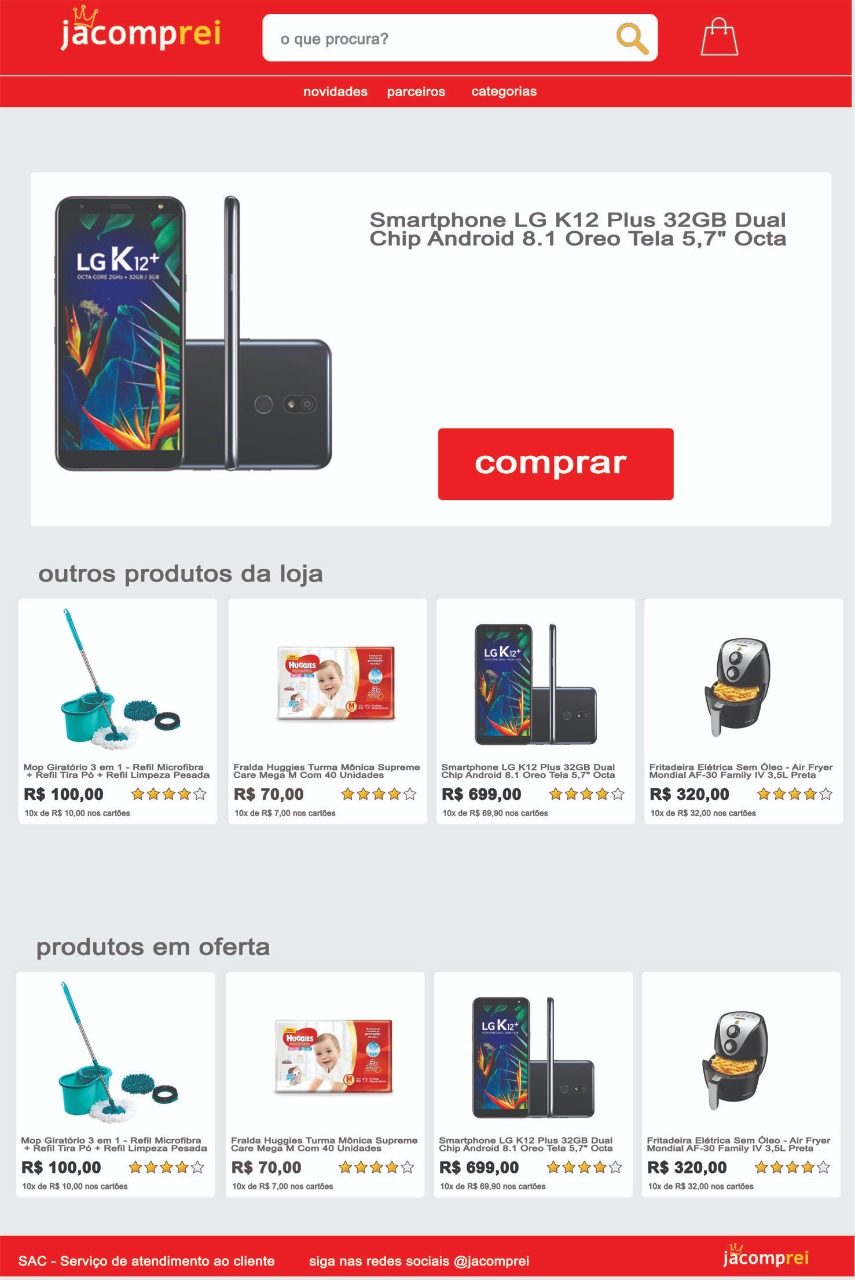 jacomprei
o que procura?
novidades parceiros categorias
Smartphone LG K12 Plus 32GB Dual
Chip Android 8.1 Oreo Tela 5,7" Octa
LG K12+
OCTA CORE 2GHz + 32GB / 3GB
comprar
outros produtos da loja
HUGGIES
M
LG K12+
Mop Giratório 3 em 1 - Refil Microfibra
+ Refil Tira Pó + Refil Limpeza Pesada
R$ 100,00
10x de R$ 10,00 nos cartões
Fralda Huggies Turma Mônica Supreme
Care Mega M Com 40 Unidades
R$ 70,00
10x de R$ 7,00 nos cartões
Smartphone LG K12 Plus 32GB Dual
Chip Android 8.1 Oreo Tela 5,7" Octa
R$ 699,00
10x de R$ 69,90 nos cartões
Fritadeira Elétrica Sem Óleo - Air Fryer
Mondial AF-30 Family IV 3,5L Preta
R$ 320,00
10x de R$ 32,00 nos cartões
produtos em oferta
HUGGIES
M
LG K12+
Mop Giratório 3 em 1 - Refil Microfibra
+ Refil Tira Pó + Refil Limpeza Pesada
R$ 100,00
10x de R$ 10,00 nos cartões
Fralda Huggies Turma Mônica Supreme
Care Mega M Com 40 Unidades
R$ 70,00
10x de R$ 7,00 nos cartões
Smartphone LG K12 Plus 32GB Dual
Chip Android 8.1 Oreo Tela 5,7" Octa
R$ 699,00
10x de R$ 69,90 nos cartões
Fritadeira Elétrica Sem Óleo - Air Fryer
Mondial AF-30 Family IV 3,5L Preta
R$ 320,00
10x de R$ 32,00 nos cartões
SAC - Serviço de atendimento ao cliente siga nas redes sociais @jacomprei
jacomprei